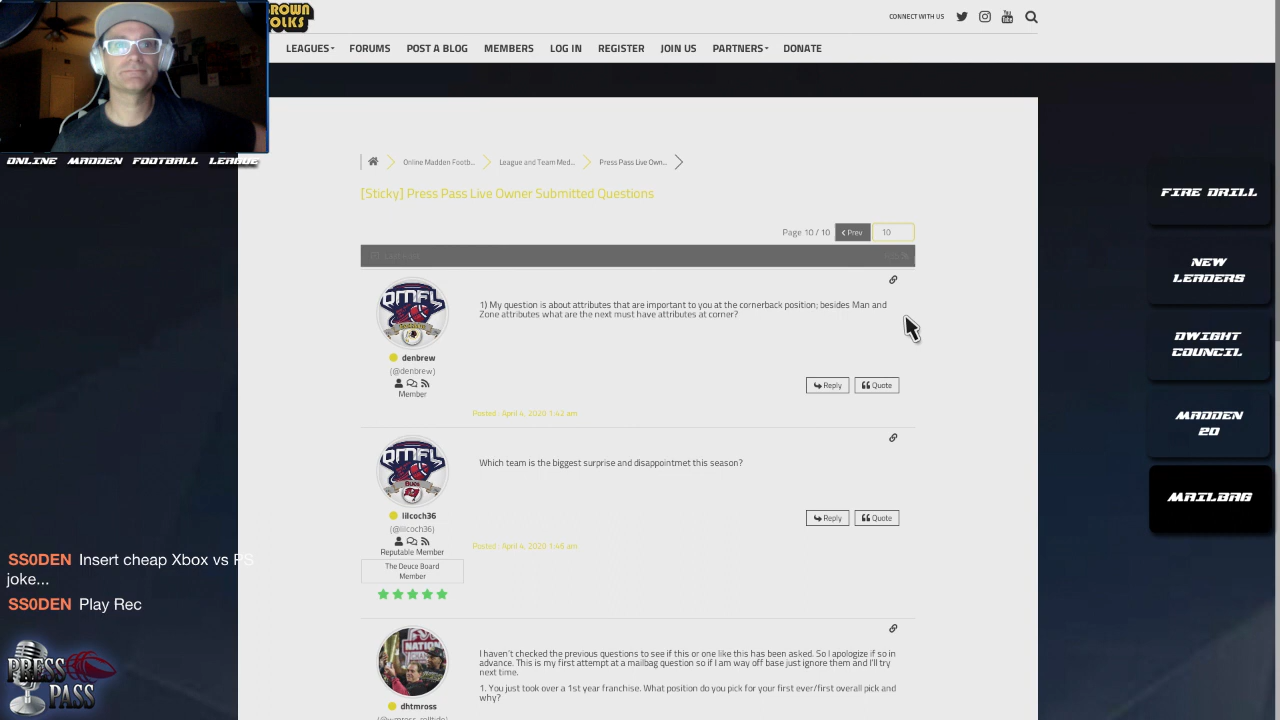 BROWN
FOLKS
CONNECT WITH US
LEAGUES
FORUMS
POST A BLOG
MEMBERS
LOG IN
REGISTER
JOIN US
PARTNERS
DONATE
ONLINE MADDEN FOOTBALL LEAGUE
Online Madden Footb...
League and Team Med...
Press Pass Live Own...
[Sticky] Press Pass Live Owner Submitted Questions
Page 10 / 10
Prev
10
1) My question is about attributes that are important to you at the cornerback position; besides Man and
Zone attributes what are the next must have attributes at corner?
OMFL
denbrew
(@denbrew)
Member
Reply
Quote
Posted : April 4, 2020 1:42 am
Which team is the biggest surprise and disappointmet this season?
OMFL
BUCS
lilcoch36
(@lilcoch36)
Reputable Member
The Deuce Board
Member
Reply
Quote
Posted : April 4, 2020 1:46 am
I haven't checked the previous questions to see if this or one like this has been asked. So I apologize if so in
advance. This is my first attempt at a mailbag question so if I am way off base just ignore them and I'll try
next time.
1. You just took over a 1st year franchise. What position do you pick for your first ever/first overall pick and
why?
NATION
dhtmross
FIRE DRILL
NEW
LEADERS
DWIGHT
COUNCIL
MADDEN
20
MAILBAG
SS0DEN Insert cheap Xbox vs PS
joke...
SS0DEN Play Rec
PRESS
PASS